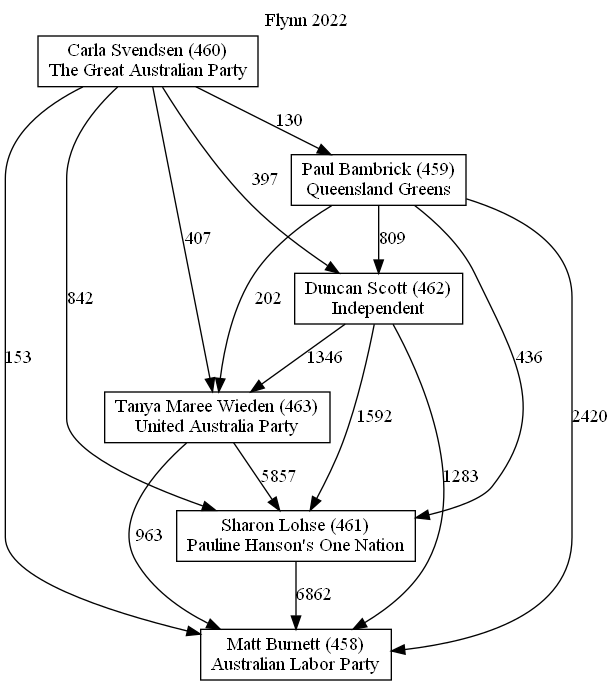 Flynn 2022
Carla Svendsen (460)
The Great Australian Party
130
Paul Bambrick (459)
Queensland Greens
397
407
809
202
842
Duncan Scott (462)
Independent
153
1346
436
Tanya Maree Wieden (463)
United Australia Party
1592
2420
5857
1283
963
Sharon Lohse (461)
Pauline Hanson's One Nation
6862
Matt Burnett (458)
Australian Labor Party